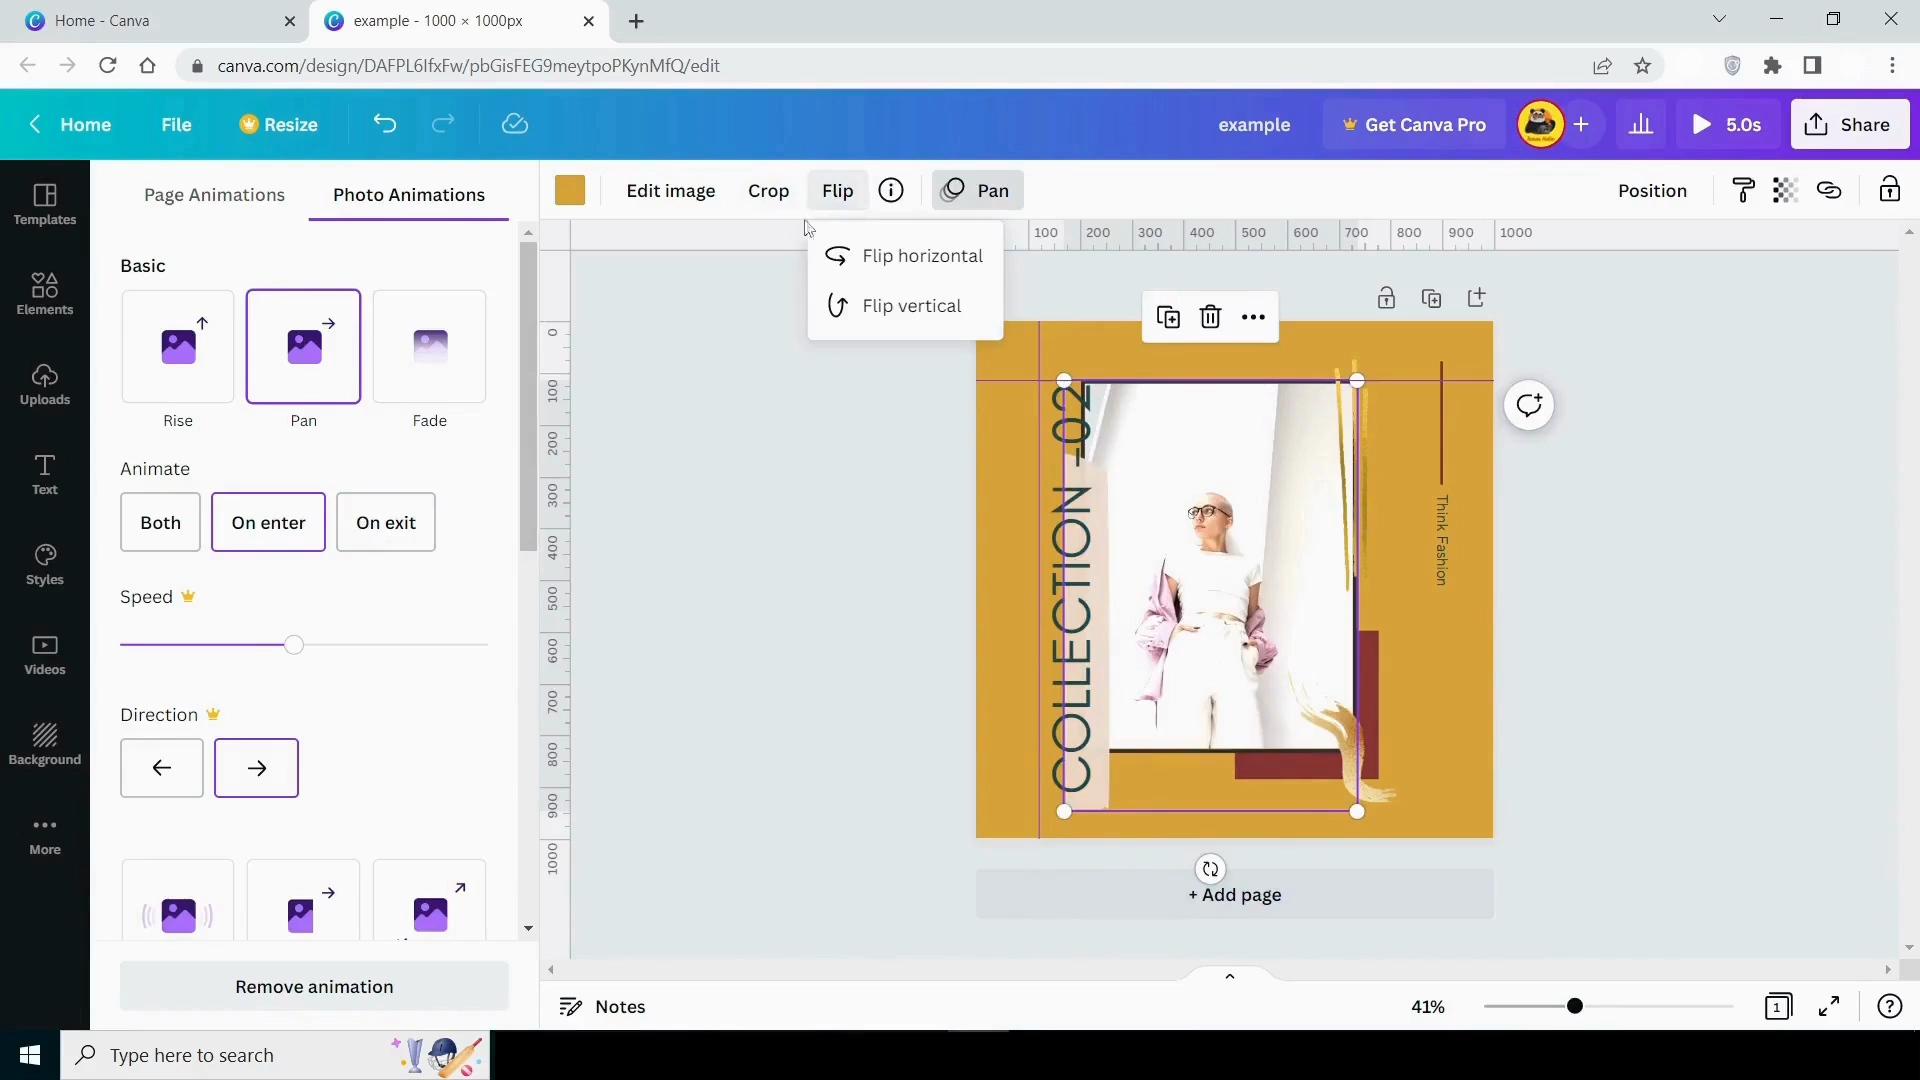 Home - Canva
example - 1000 × 1000px
canva.com/design/DAFPL6IfxFw/pbGisFEG9meytpoPKynMfQ/edit
Home
File
Resize
example
Get Canva Pro
5.0s
Share
Templates
Elements
Uploads
Text
Styles
Videos
Background
More
Page Animations
Photo Animations
Basic
Rise
Pan
Fade
Animate
Both
On enter
On exit
Speed
Direction
Remove animation
Edit image
Crop
Flip
Pan
Position
Flip horizontal
Flip vertical
100 200 300 400 500 600 700 800 900 1000
0
100
200
300
400
500
600
700
800
900
1000
COLLECTION -02
Think Fashion
+ Add page
Notes
41%
1
Type here to search